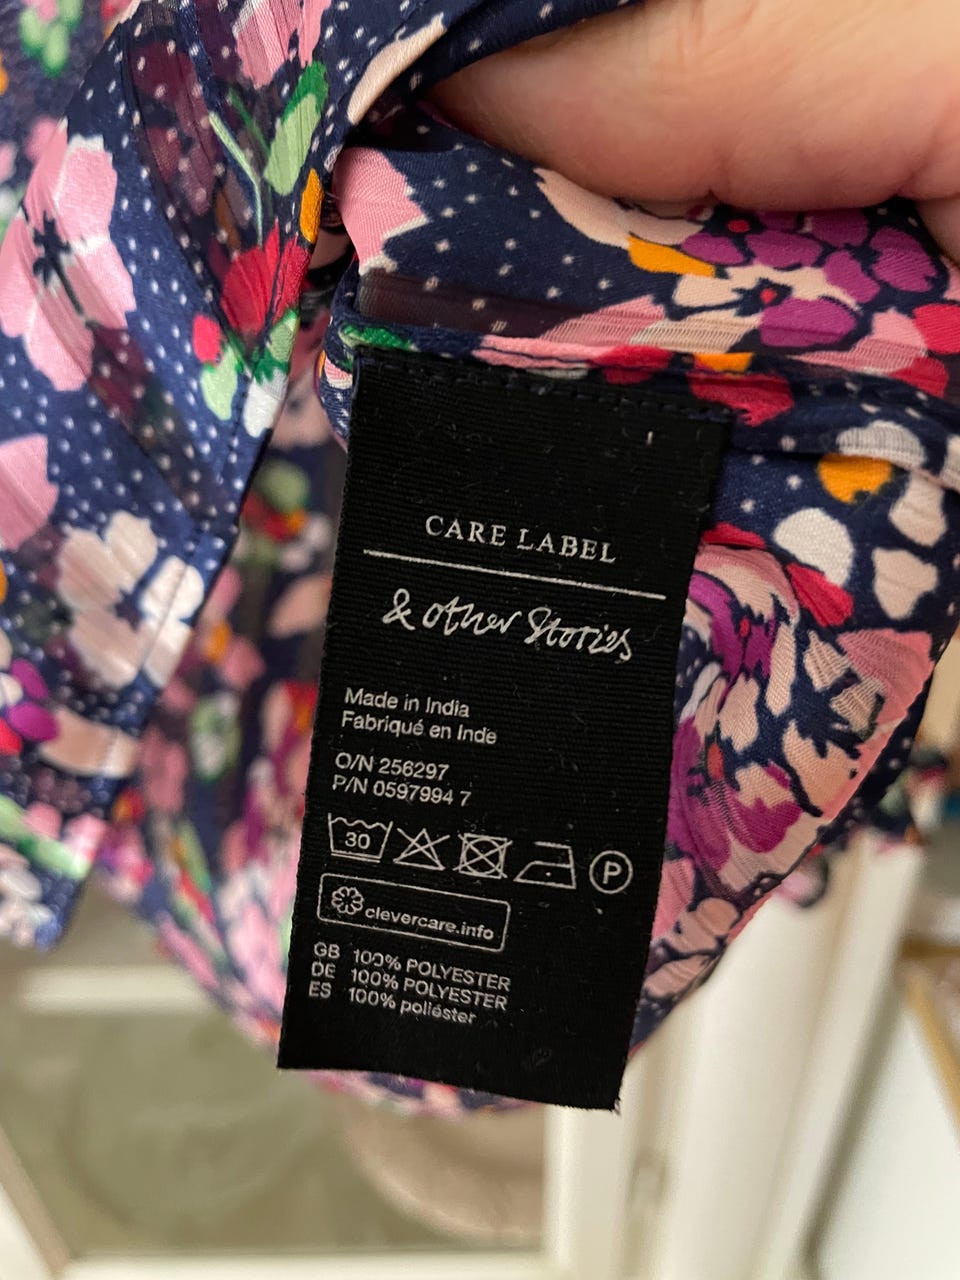 CARE LABEL
& other Stories
Made in India
Fabriqué en Inde
O/N 256297
P/N 0597994 7
30 P
clevercare.info
GB 100% POLYESTER
DE 100% POLYESTER
ES 100% poliéster